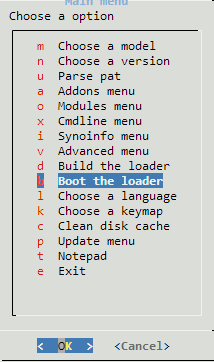 Main menu
Choose a option
m Choose a model
n Choose a version
u Parse pat
a Addons menu
o Modules menu
x Cmdline menu
i Synoinfo menu
v Advanced menu
d Build the loader
b Boot the loader
l Choose a language
k Choose a keymap
c Clean disk cache
p Update menu
t Notepad
e Exit
< OK > <Cancel>